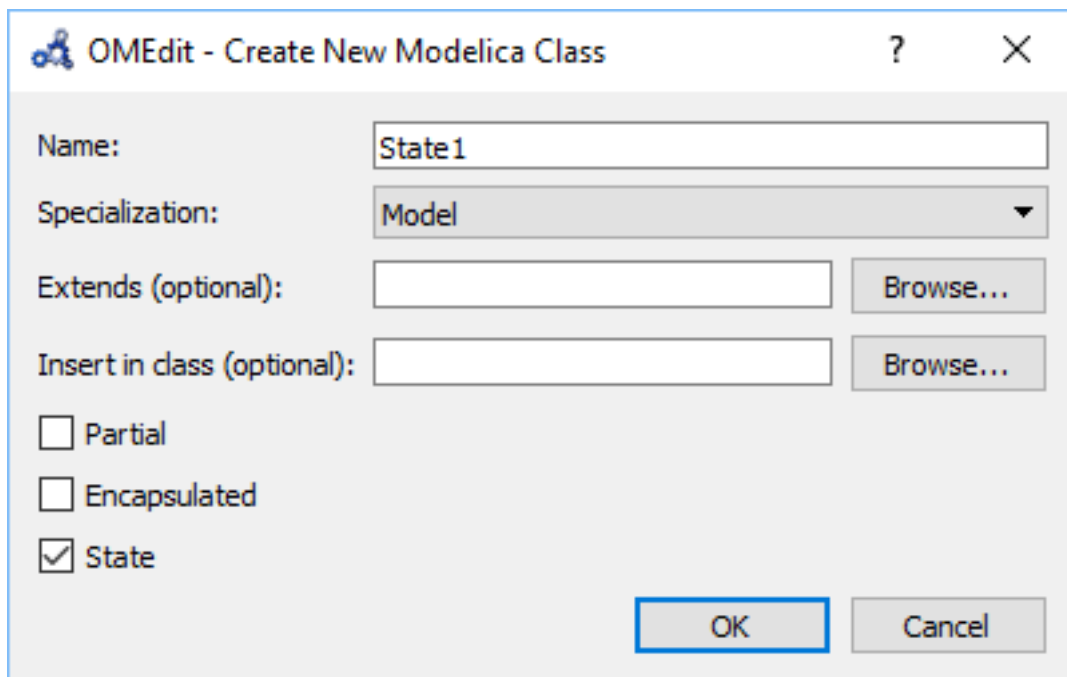 OMEdit - Create New Modelica Class ?
Name: State1
Specialization: Model
Extends (optional): Browse...
Insert in class (optional): Browse...
Partial
Encapsulated
State
OK Cancel